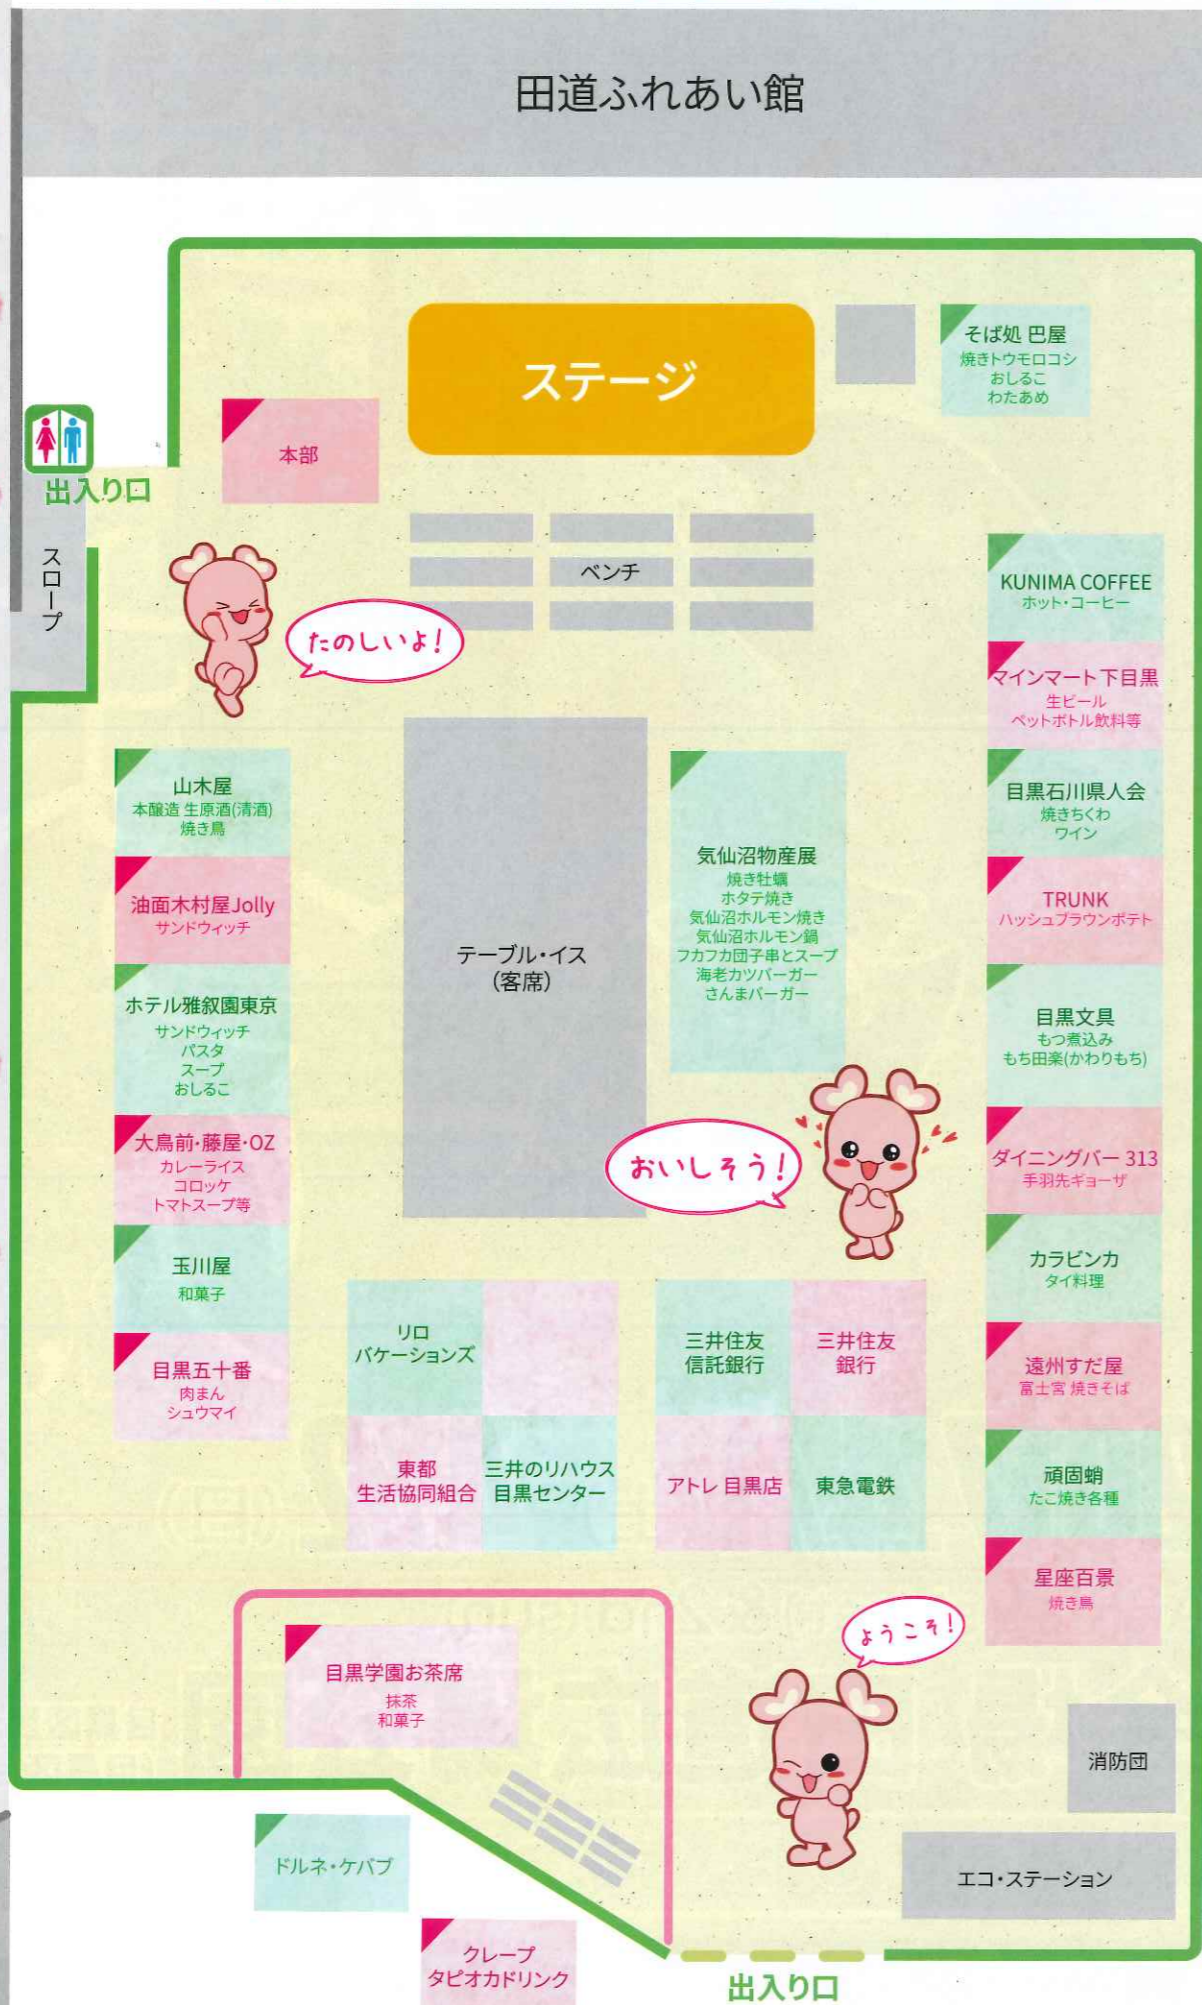 田道ふれあい館
ステージ
そば処 巴屋
焼きトウモロコシ
おしるこ
わたあめ
本部
出入り口
スロープ
ベンチ
たのしいよ!
KUNIMA COFFEE
ホット・コーヒー
マインマート 下目黒
生ビール
ペットボトル飲料等
目黒石川県人会
焼きちくわ
ワイン
TRUNK
ハッシュブラウンポテト
目黒文具
もつ煮込み
もち田楽(かわりもち)
ダイニングバー 313
手羽先ギョーザ
カラビンカ
タイ料理
遠州すだ屋
富士宮 焼きそば
頑固蛸
たこ焼き各種
星座百景
焼き鳥
山木屋
本醸造 生原酒(清酒)
焼き鳥
油面木村屋Jolly
サンドウィッチ
ホテル雅叙園東京
サンドウィッチ
パスタ
スープ
おしるこ
大鳥前・藤屋・OZ
カレーライス
コロッケ
トマトスープ等
玉川屋
和菓子
目黒五十番
肉まん
シュウマイ
テーブル・イス
(客席)
気仙沼物産展
焼き牡蠣
ホタテ焼き
気仙沼ホルモン焼き
気仙沼ホルモン鍋
フカフカ団子串とスープ
海老カツバーガー
さんまバーガー
おいしそう!
リロ
バケーションズ
東都
生活協同組合
三井のリハウス
目黒センター
三井住友
信託銀行
三井住友
銀行
アトレ 目黒店
東急電鉄
目黒学園お茶席
抹茶
和菓子
ようこそ!
消防団
エコ・ステーション
ドルネ・ケバブ
クレープ
タピオカドリンク
出入り口